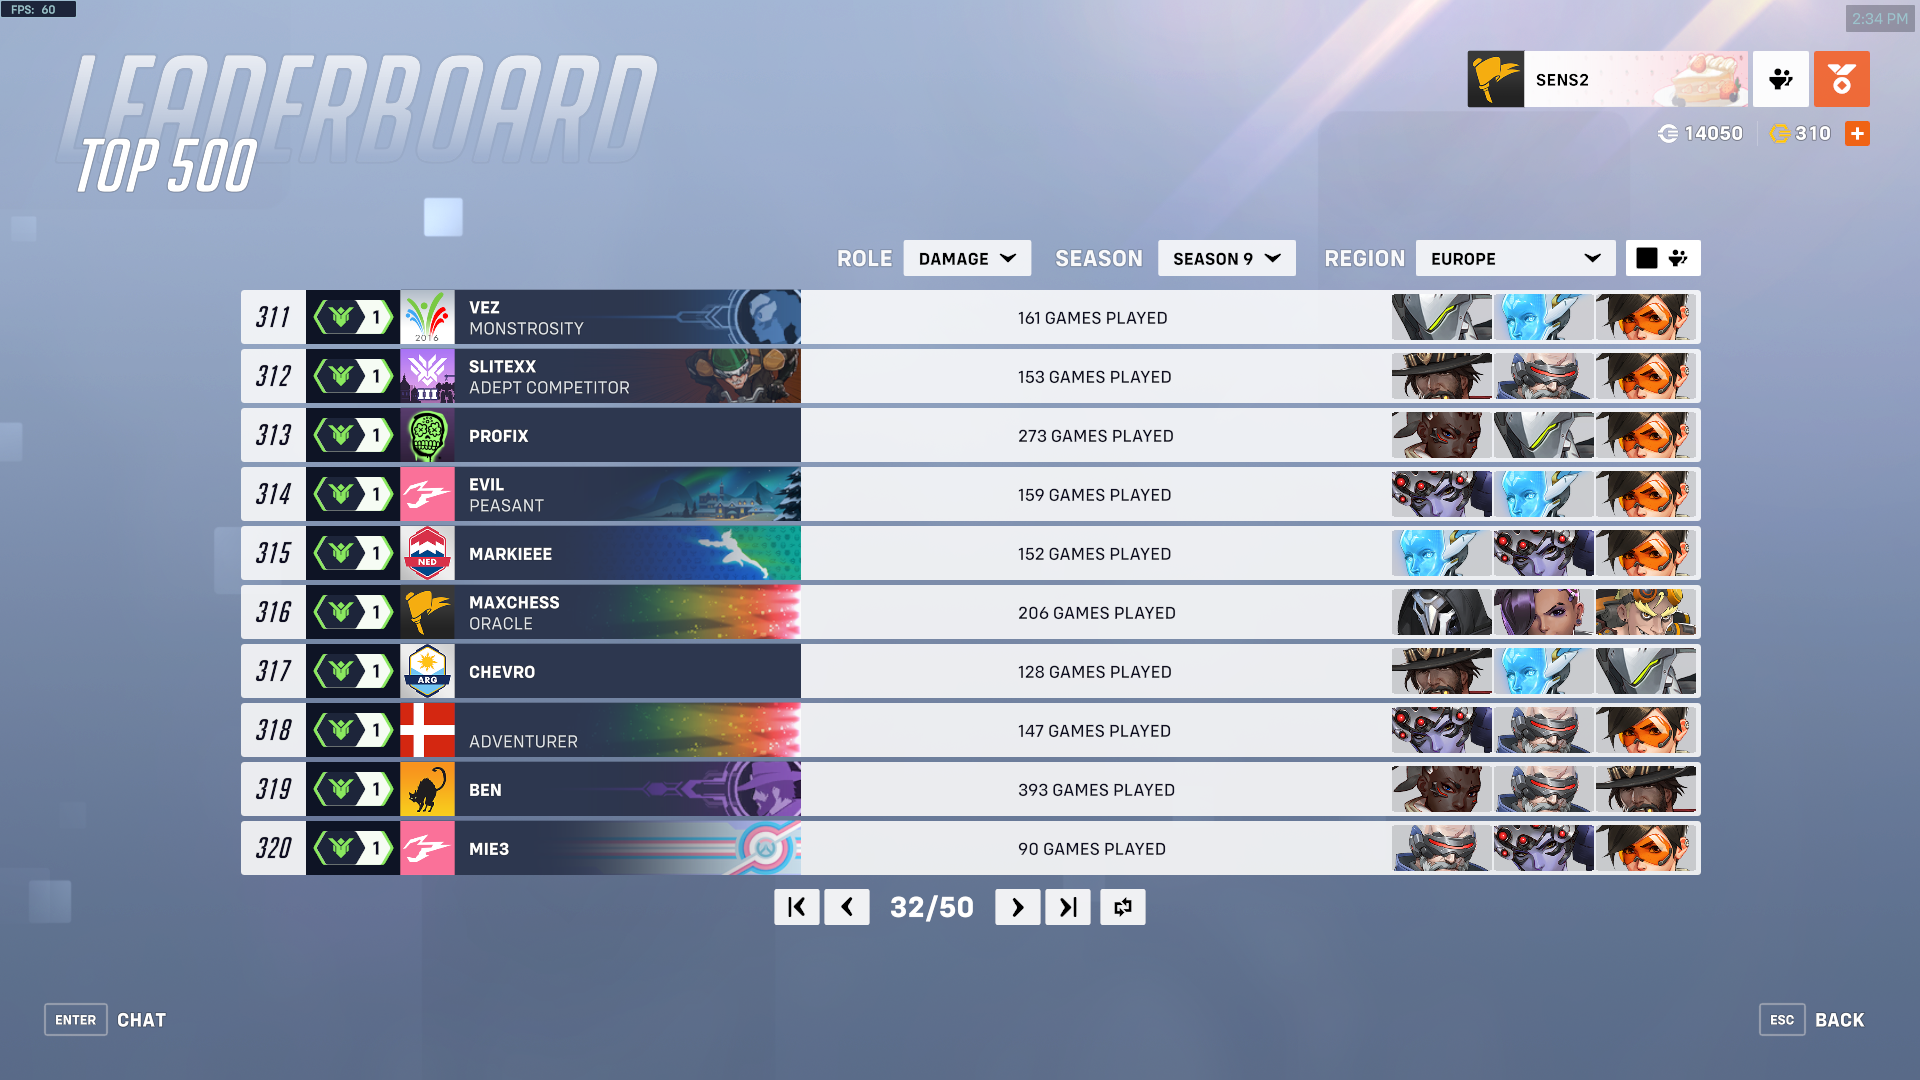 FPS: 60
2:34 PM
LEADERBOARD
TOP 500
SENS2
14050
310
ROLE DAMAGE SEASON SEASON 9 REGION EUROPE
311 1 2016 VEZ MONSTROSITY 161 GAMES PLAYED
312 1 III SLITEXX ADEPT COMPETITOR 153 GAMES PLAYED
313 1 PROFIX 273 GAMES PLAYED
314 1 EVIL PEASANT 159 GAMES PLAYED
315 1 NED MARKIEEE 152 GAMES PLAYED
316 1 MAXCHESS ORACLE 206 GAMES PLAYED
317 1 ARG CHEVRO 128 GAMES PLAYED
318 1 ADVENTURER 147 GAMES PLAYED
319 1 BEN 393 GAMES PLAYED
320 1 MIE3 90 GAMES PLAYED
32/50
ENTER CHAT
ESC BACK